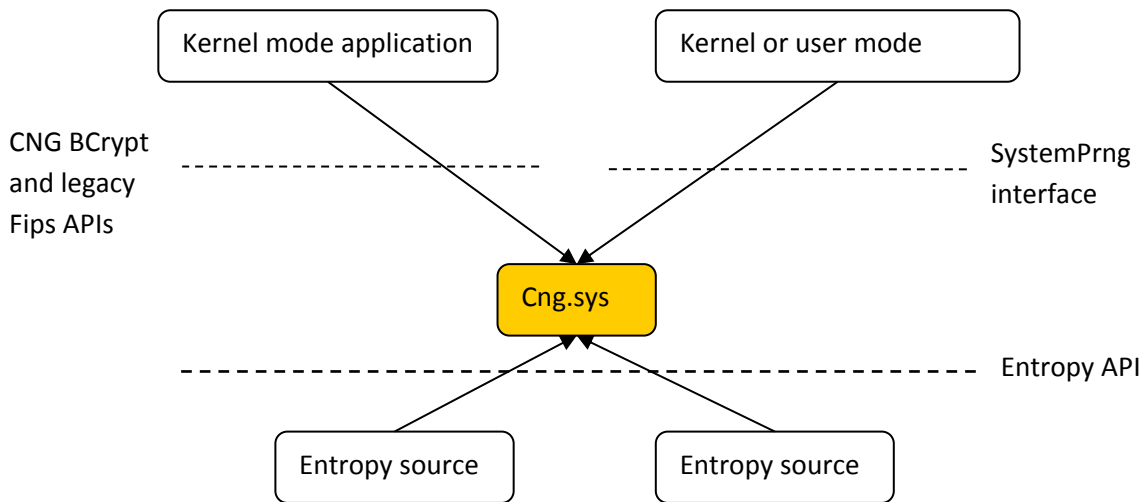 Kernel mode application
Kernel or user mode
CNG BCrypt
and legacy
Fips APIs
SystemPrng
interface
Cng.sys
Entropy API
Entropy source
Entropy source